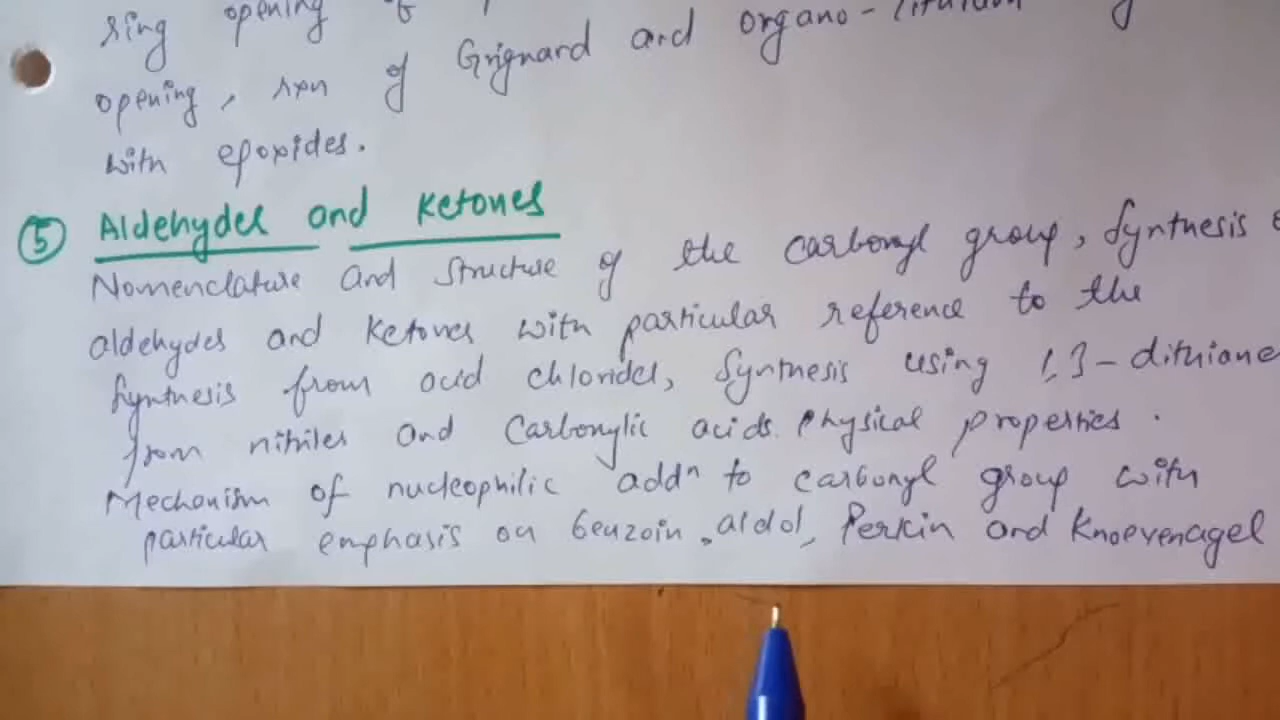 ring opening of
opening, rxn of Grignard and organo-lithium
with epoxides.
⑤ Aldehydes and Ketones
Nomenclature and structure of the carbonyl group, Synthesis
aldehydes and Ketones with particular reference to the
Synthesis from acid chlorides, Synthesis using 1,3-dithiane
from nitriles and Carboxylic acids. Physical properties.
Mechanism of nucleophilic addⁿ to carbonyl group with
particular emphasis on benzoin, aldol, Perkin and Knoevenagel